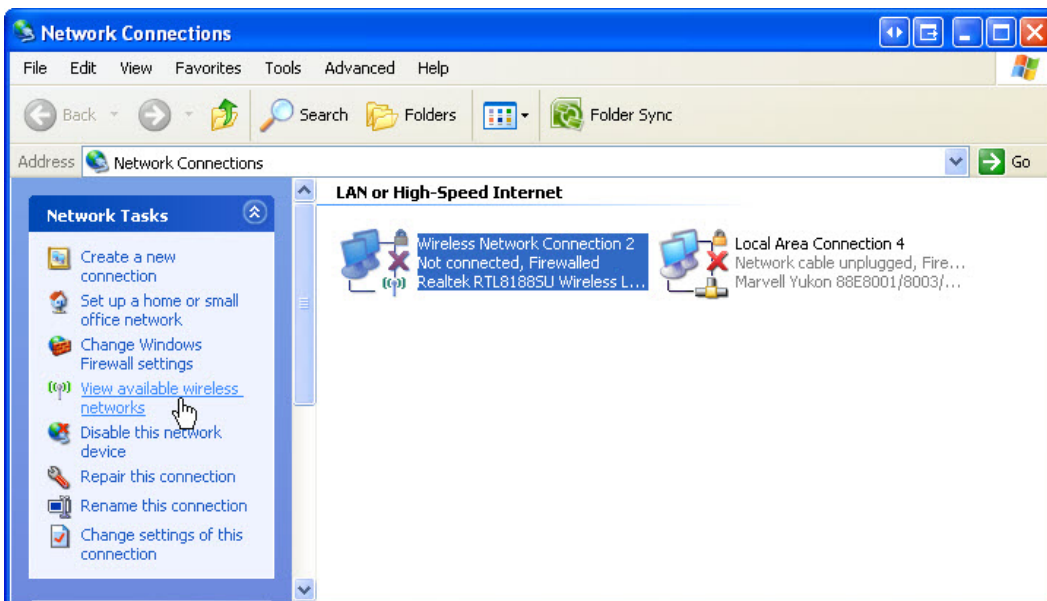 Network Connections
File Edit View Favorites Tools Advanced Help
Back Search Folders Folder Sync
Address Network Connections Go
Network Tasks
Create a new
connection
Set up a home or small
office network
Change Windows
Firewall settings
View available wireless
networks
Disable this network
device
Repair this connection
Rename this connection
Change settings of this
connection
LAN or High-Speed Internet
Wireless Network Connection 2
Not connected, Firewalled
Realtek RTL8188SU Wireless L...
Local Area Connection 4
Network cable unplugged, Fire...
Marvell Yukon 88E8001/8003/...